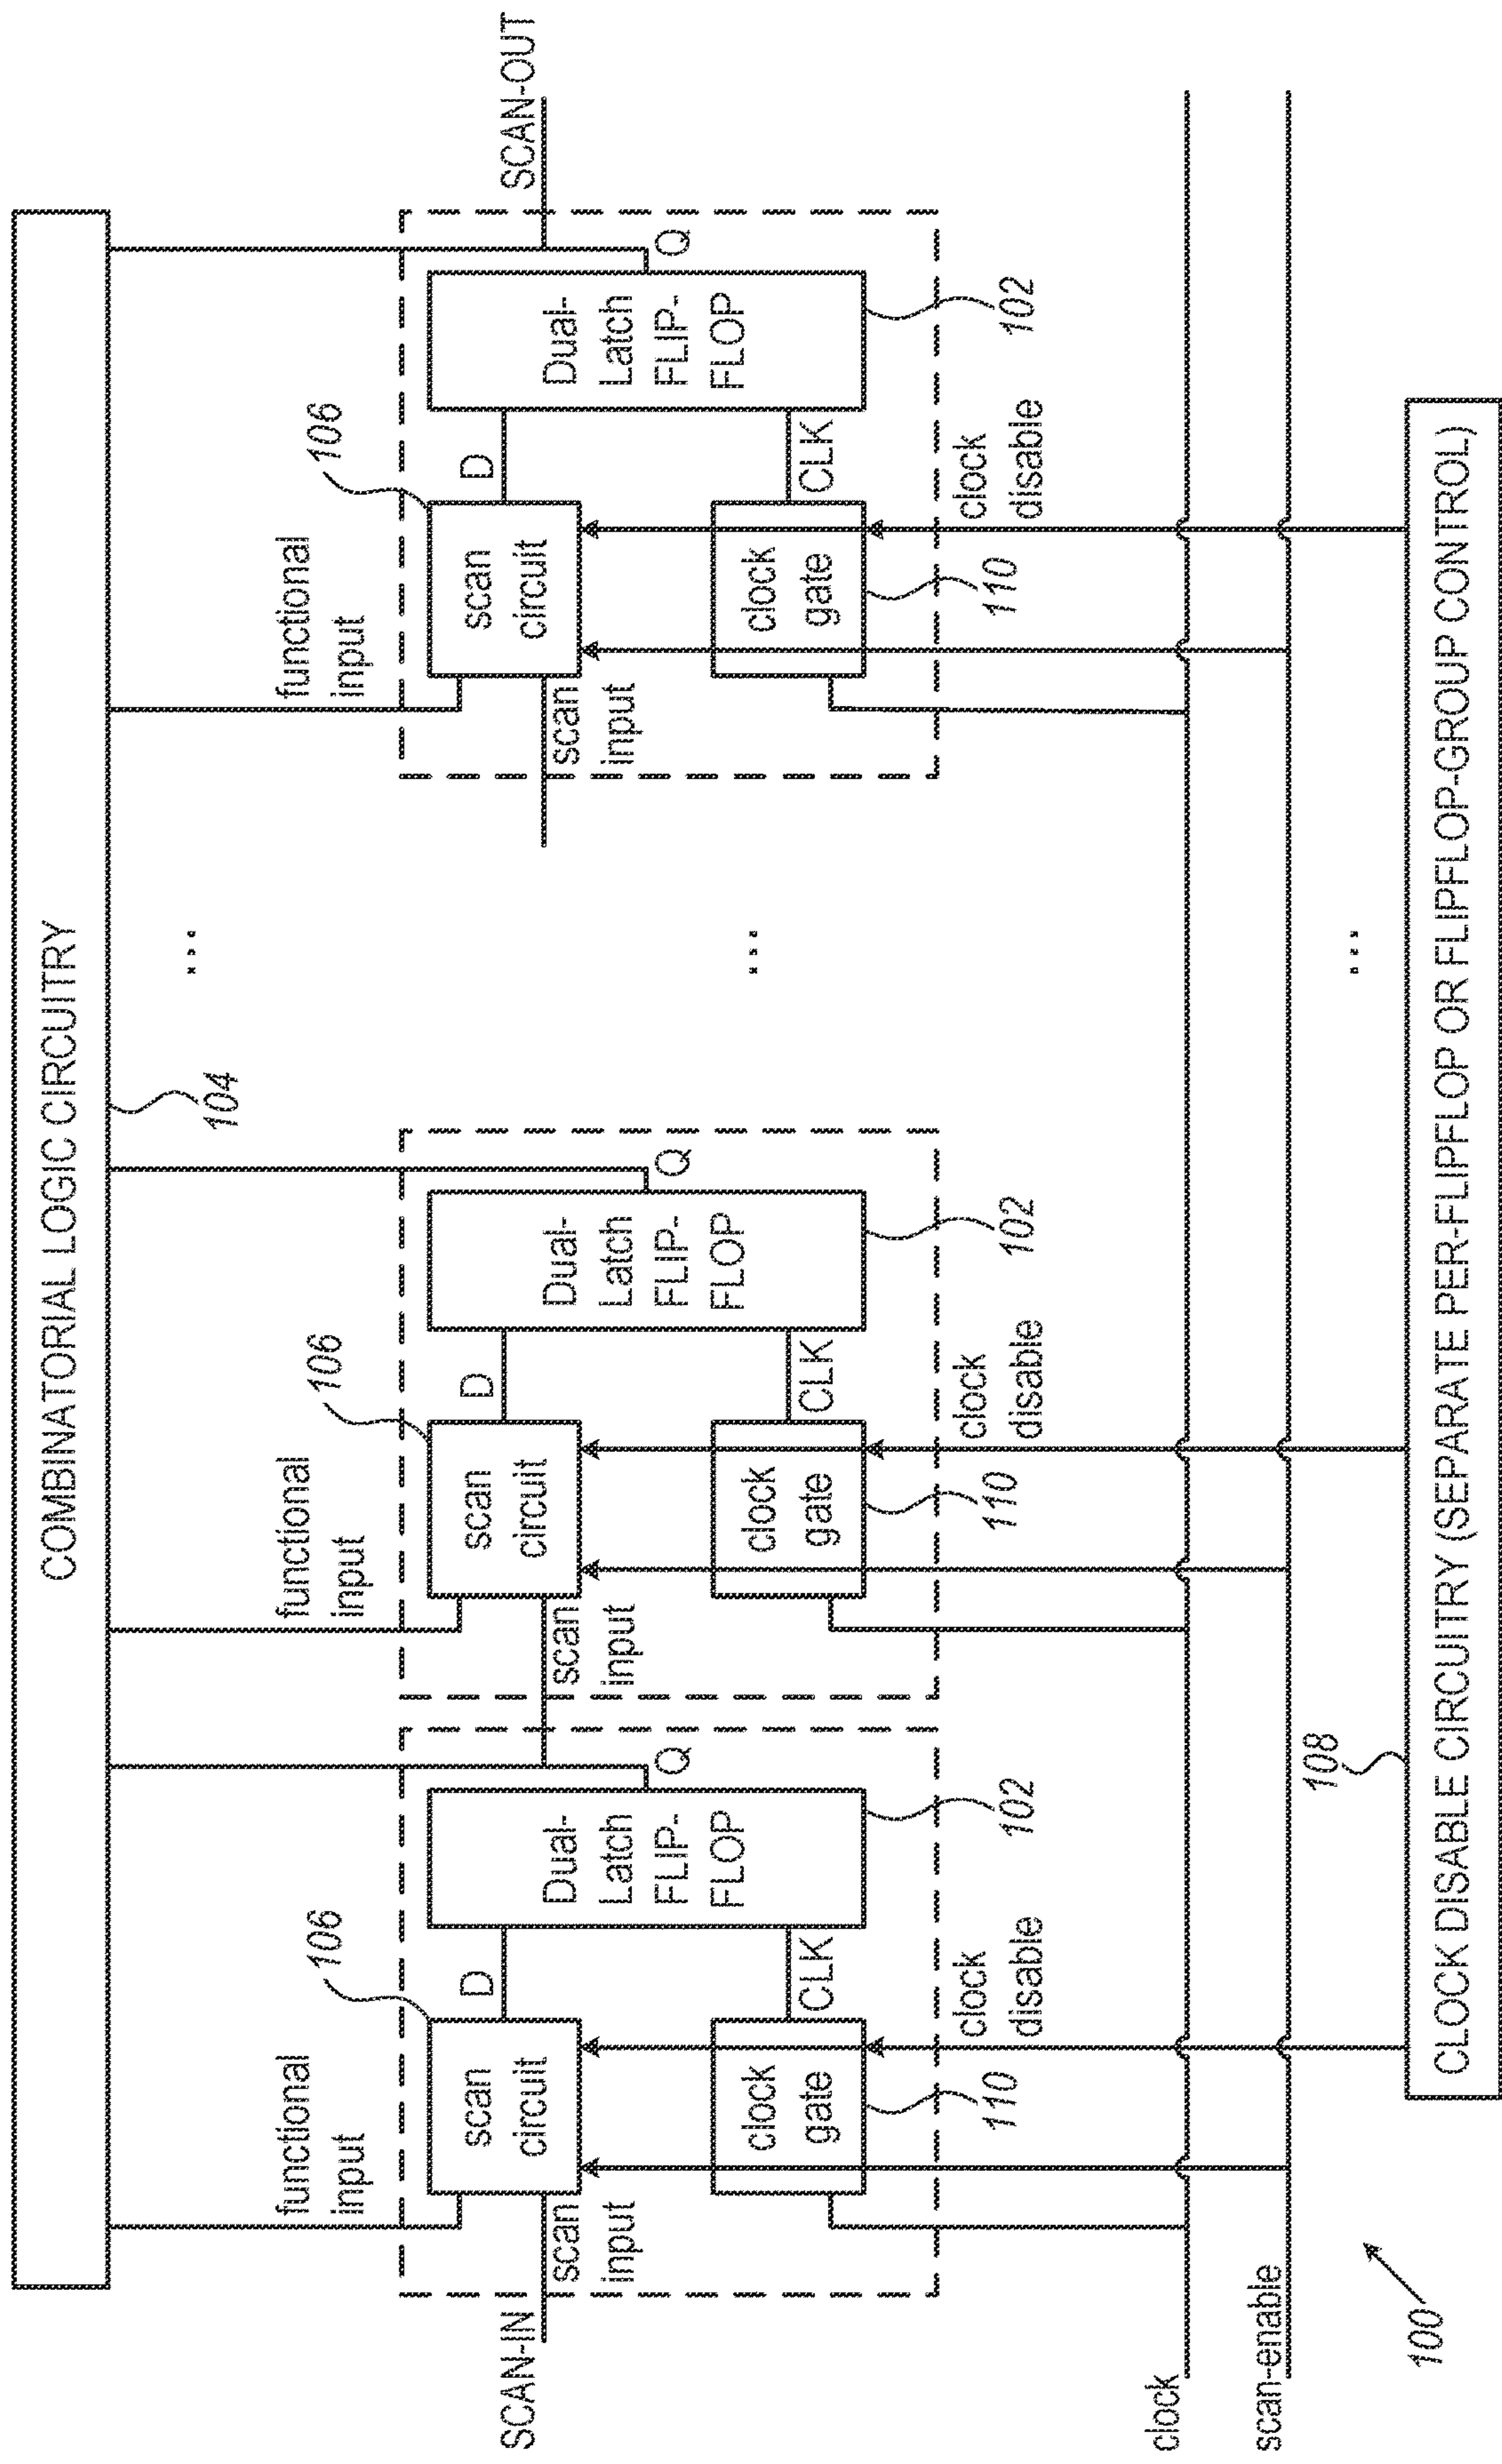 COMBINATORIAL LOGIC CIRCUITRY
104
functional
input
106
scan
circuit
D
Dual-
Latch
FLIP-
FLOP
Q
SCAN-IN
scan
input
clock
gate
CLK
110
102
clock
disable
functional
input
106
scan
circuit
D
Dual-
Latch
FLIP-
FLOP
Q
scan
input
clock
gate
CLK
110
102
clock
disable
...
...
...
functional
input
106
scan
circuit
D
Dual-
Latch
FLIP-
FLOP
Q
SCAN-OUT
scan
input
clock
gate
CLK
110
102
clock
disable
clock
scan-enable
108
CLOCK DISABLE CIRCUITRY (SEPARATE PER-FLIPFLOP OR FLIPFLOP-GROUP CONTROL)
100